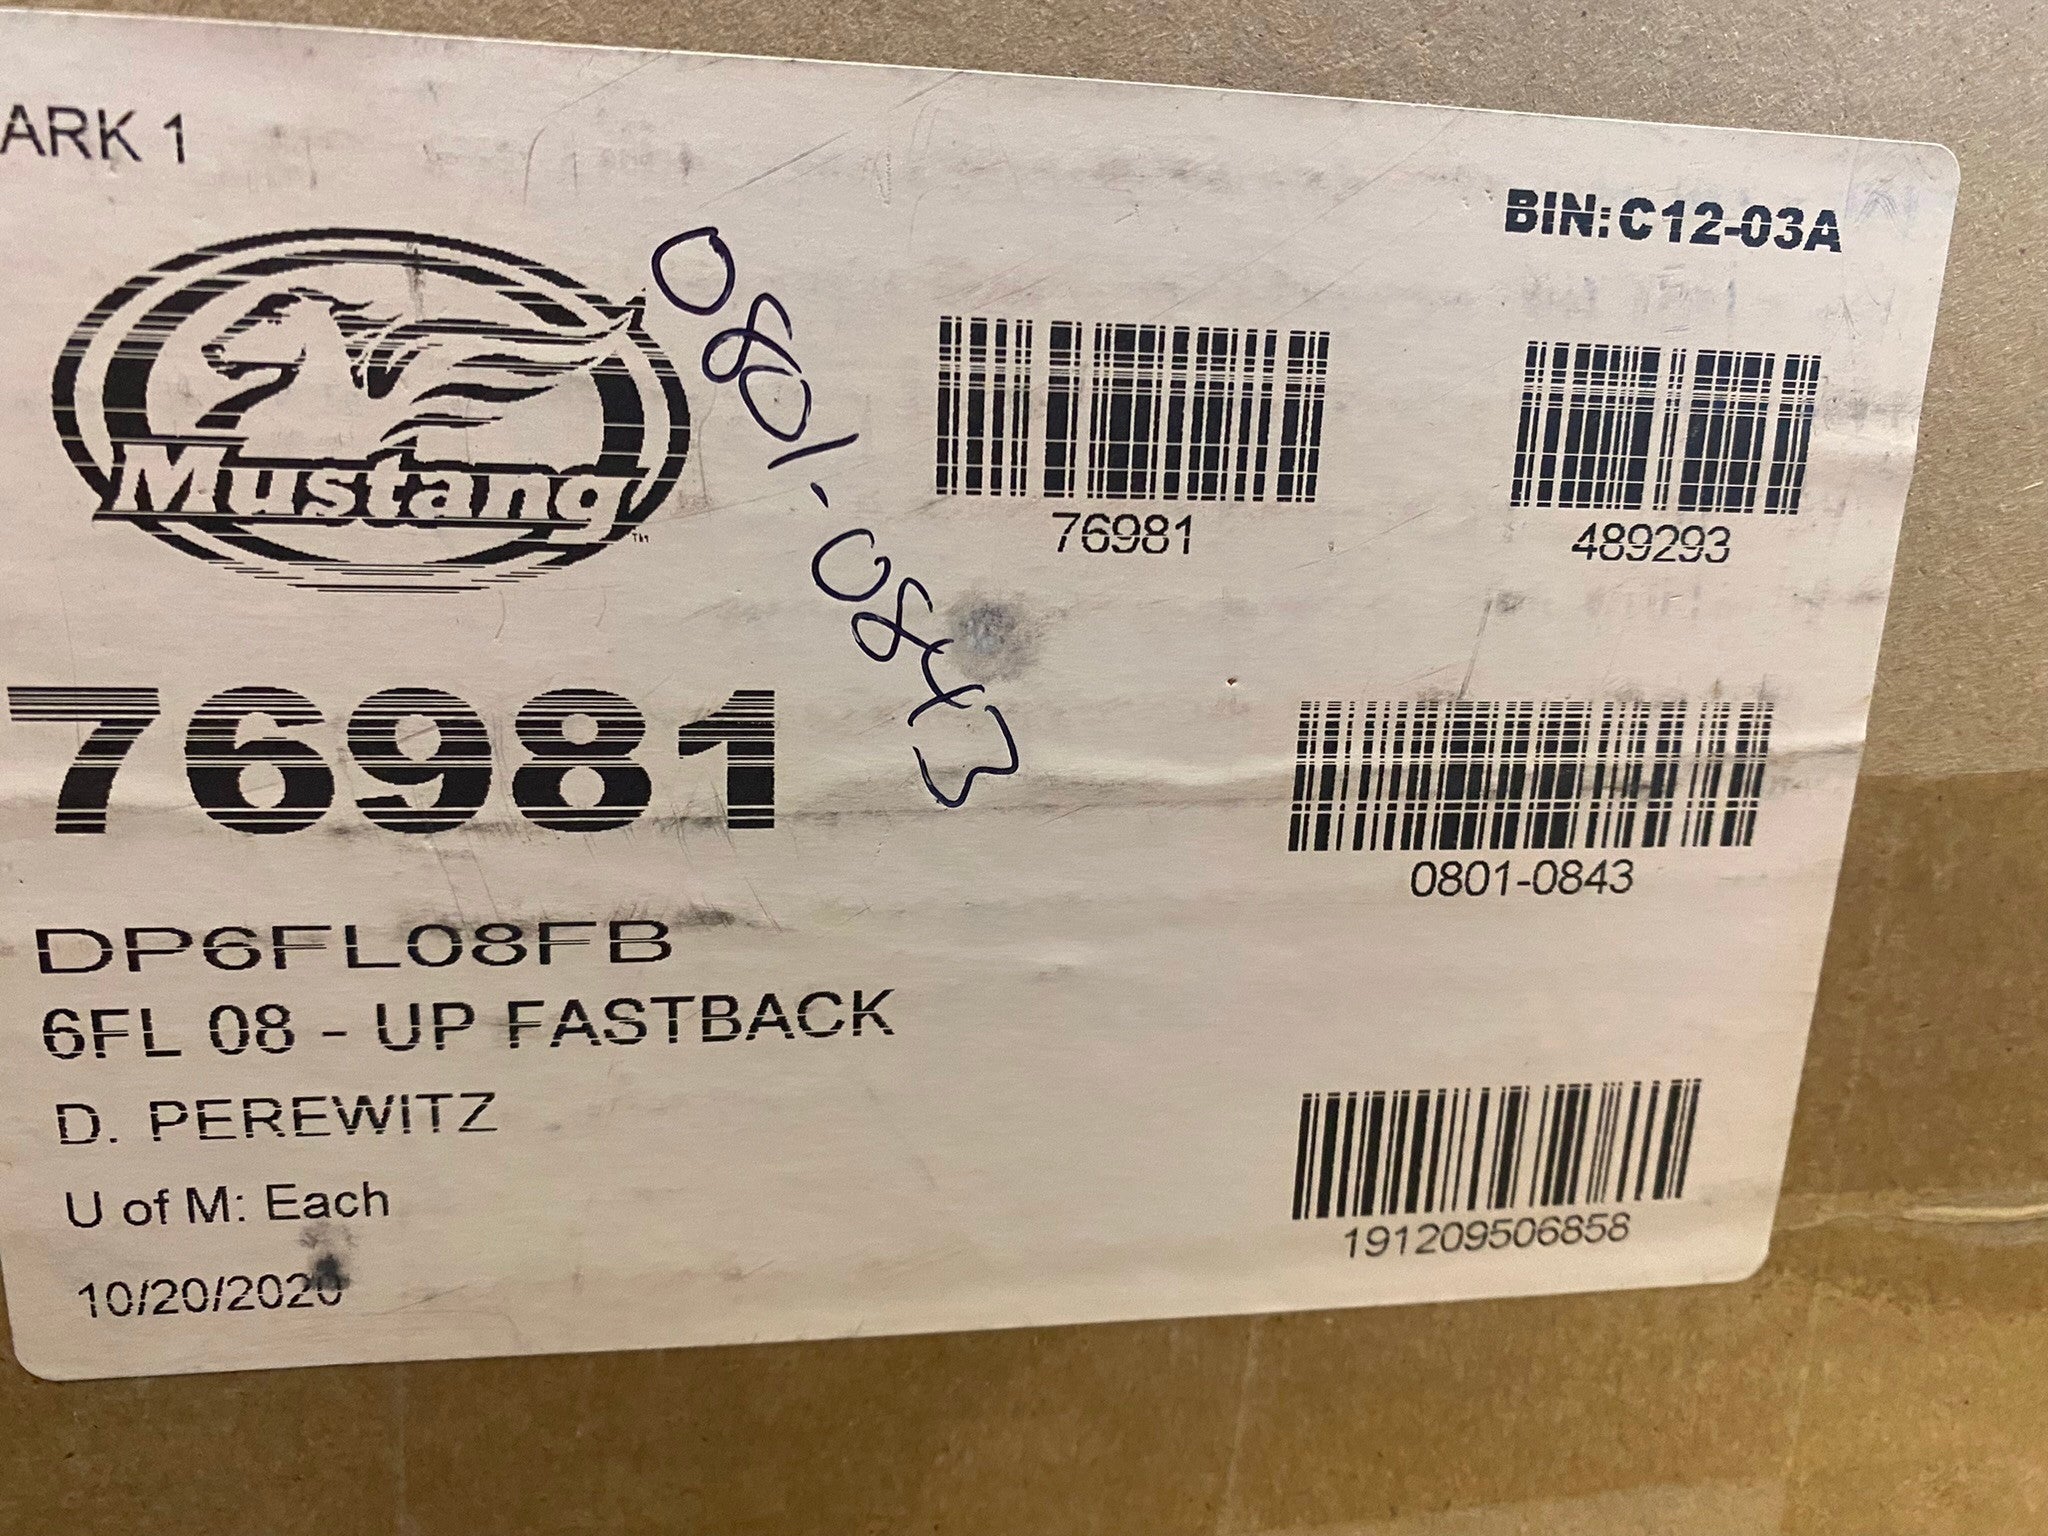 ARK 1
BIN:C12-03A
Mustang
TM
0801-0843
76981
489293
76981
0801-0843
DP6FL08FB
6FL 08 - UP FASTBACK
D. PEREWITZ
U of M: Each
191209506858
10/20/2020